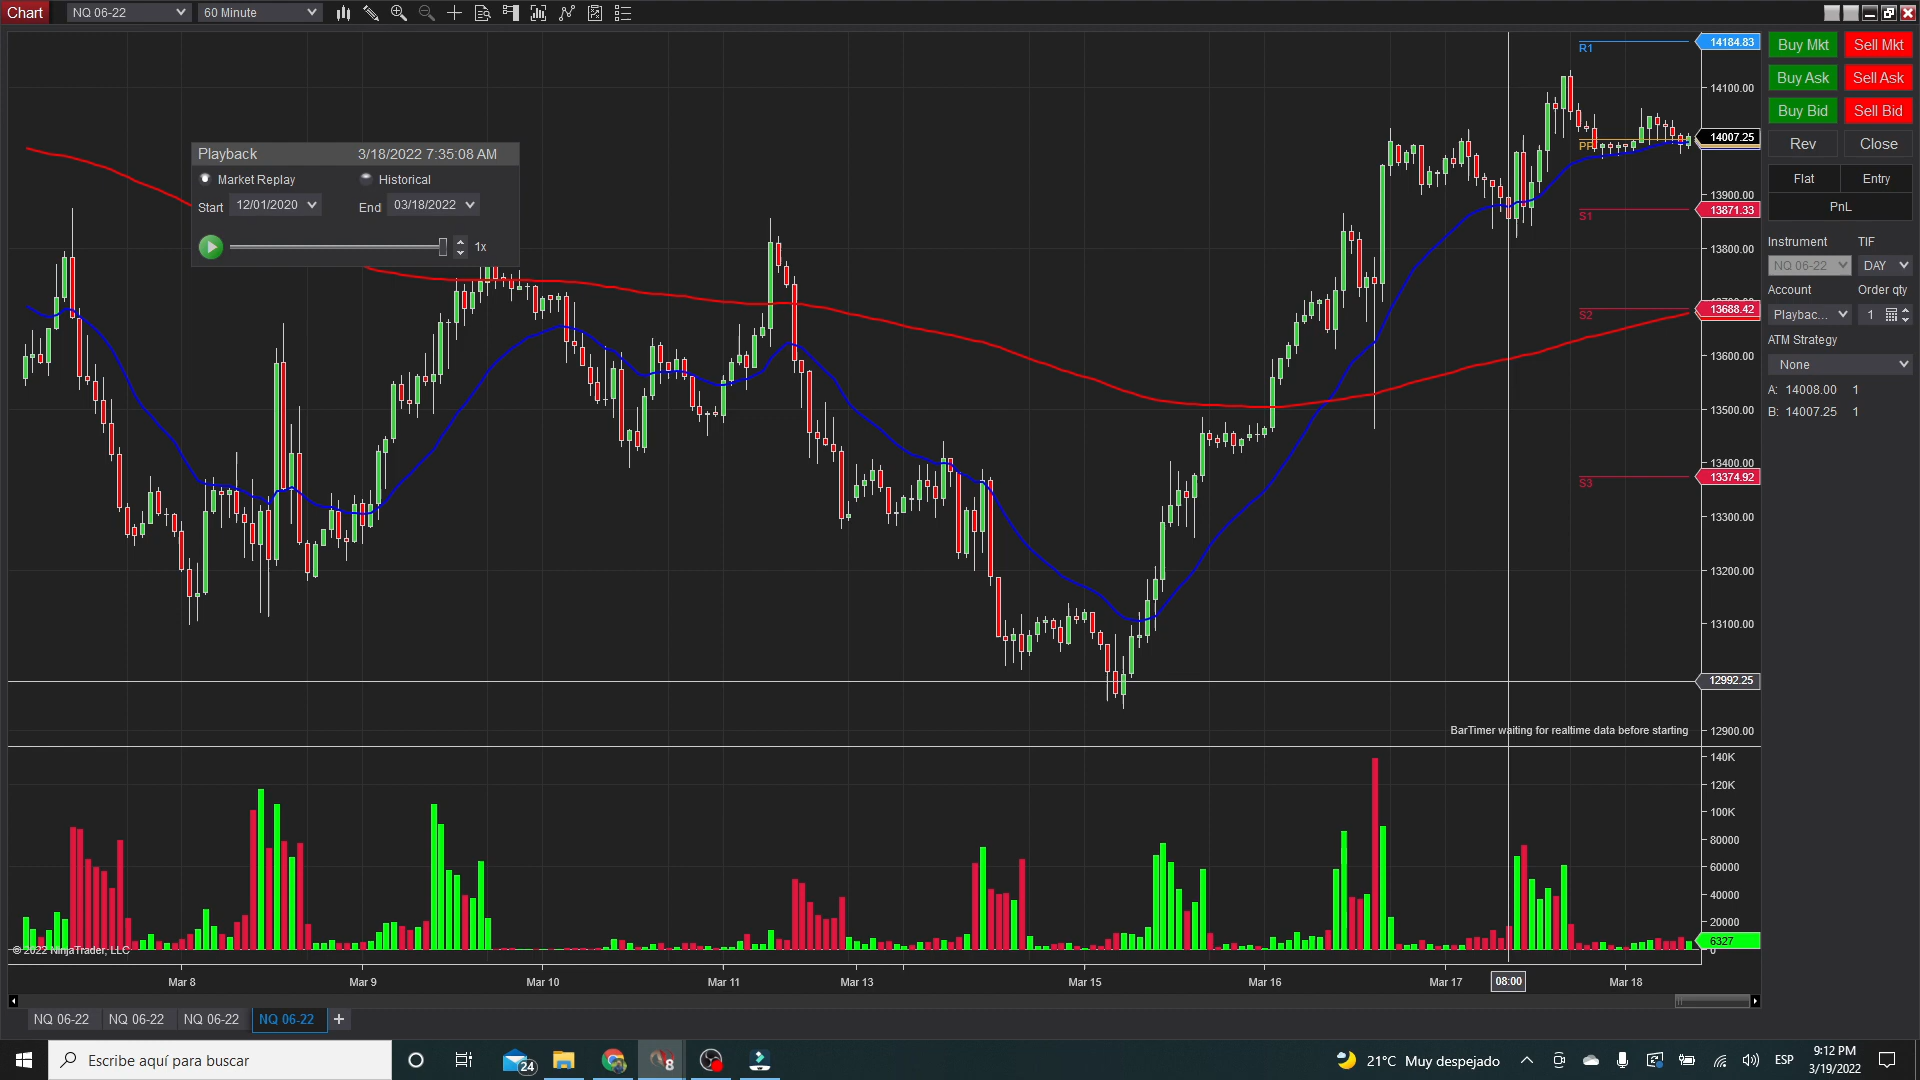 Chart NQ 06-22 60 Minute
R1 14184.83
14100.00
14007.25
PP
13900.00
S1 13871.33
13800.00
S2 13688.42
13600.00
13500.00
13400.00
S3 13374.92
13300.00
13200.00
13100.00
12992.25
12900.00
BarTimer waiting for realtime data before starting
Playback 3/18/2022 7:35:08 AM
Market Replay Historical
Start 12/01/2020 End 03/18/2022
1x
140K
120K
100K
80000
60000
40000
20000
6327
0
© 2022 NinjaTrader, LLC
Mar 8 Mar 9 Mar 10 Mar 11 Mar 13 Mar 15 Mar 16 Mar 17 08:00 Mar 18
NQ 06-22 NQ 06-22 NQ 06-22 NQ 06-22 +
Buy Mkt Sell Mkt
Buy Ask Sell Ask
Buy Bid Sell Bid
Rev Close
Flat Entry
PnL
Instrument TIF
NQ 06-22 DAY
Account Order qty
Playbac... 1
ATM Strategy
None
A: 14008.00 1
B: 14007.25 1
Escribe aquí para buscar
24
8
21°C Muy despejado
ESP
9:12 PM
3/19/2022